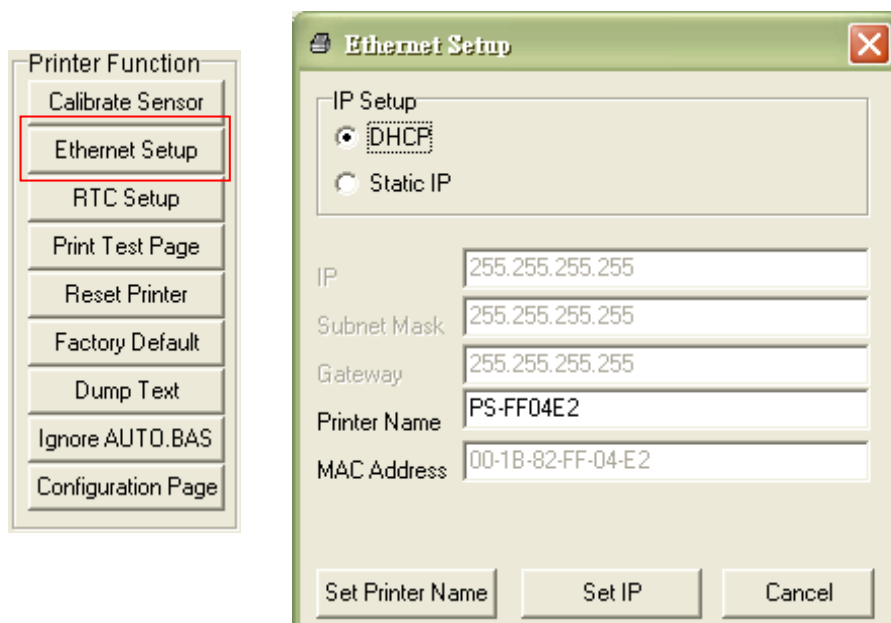 Printer Function
Calibrate Sensor
Ethernet Setup
RTC Setup
Print Test Page
Reset Printer
Factory Default
Dump Text
Ignore AUTO.BAS
Configuration Page
Ethernet Setup
IP Setup
DHCP
Static IP
IP 255.255.255.255
Subnet Mask 255.255.255.255
Gateway 255.255.255.255
Printer Name PS-FF04E2
MAC Address 00-1B-82-FF-04-E2
Set Printer Name Set IP Cancel